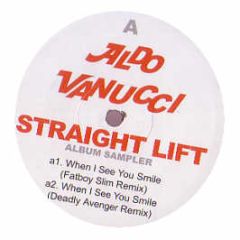 A
ALDO
VANUCCI
STRAIGHT LIFT
ALBUM SAMPLER
a1. When I See You Smile
(Fatboy Slim Remix)
a2. When I See You Smile
(Deadly Avenger Remix)